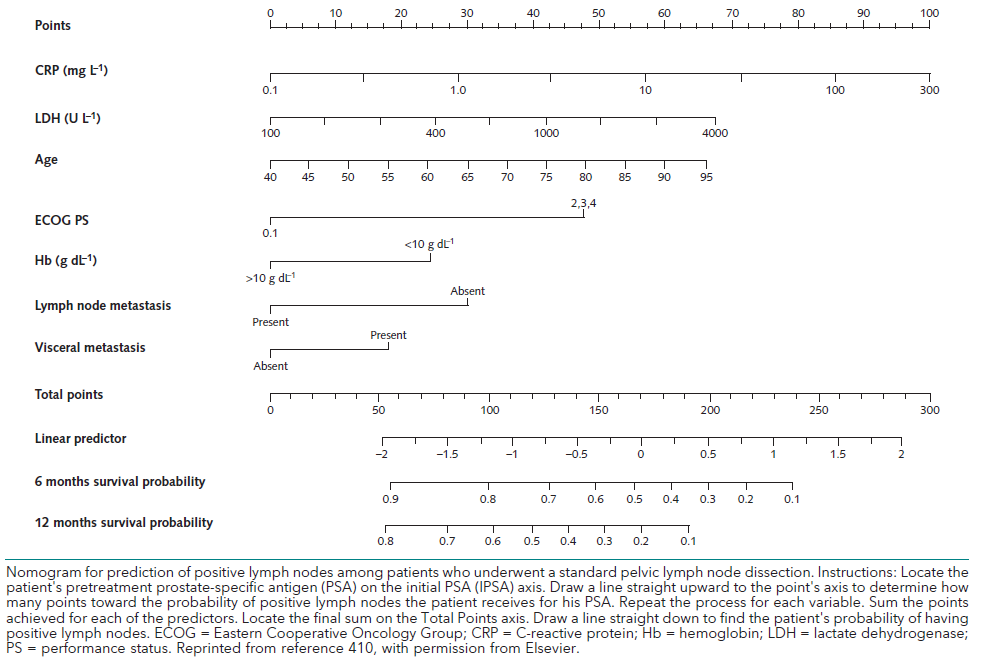 Points
0 10 20 30 40 50 60 70 80 90 100
CRP (mg L-1)
0.1 1.0 10 100 300
LDH (U L-1)
100 400 1000 4000
Age
40 45 50 55 60 65 70 75 80 85 90 95
ECOG PS
2,3,4
0.1
Hb (g dL-1)
<10 g dL-1
>10 g dL-1
Lymph node metastasis
Absent
Present
Visceral metastasis
Present
Absent
Total points
0 50 100 150 200 250 300
Linear predictor
–2 –1.5 –1 –0.5 0 0.5 1 1.5 2
6 months survival probability
0.9 0.8 0.7 0.6 0.5 0.4 0.3 0.2 0.1
12 months survival probability
0.8 0.7 0.6 0.5 0.4 0.3 0.2 0.1
Nomogram for prediction of positive lymph nodes among patients who underwent a standard pelvic lymph node dissection. Instructions: Locate the
patient's pretreatment prostate-specific antigen (PSA) on the initial PSA (IPSA) axis. Draw a line straight upward to the point's axis to determine how
many points toward the probability of positive lymph nodes the patient receives for his PSA. Repeat the process for each variable. Sum the points
achieved for each of the predictors. Locate the final sum on the Total Points axis. Draw a line straight down to find the patient's probability of having
positive lymph nodes. ECOG = Eastern Cooperative Oncology Group; CRP = C-reactive protein; Hb = hemoglobin; LDH = lactate dehydrogenase;
PS = performance status. Reprinted from reference 410, with permission from Elsevier.